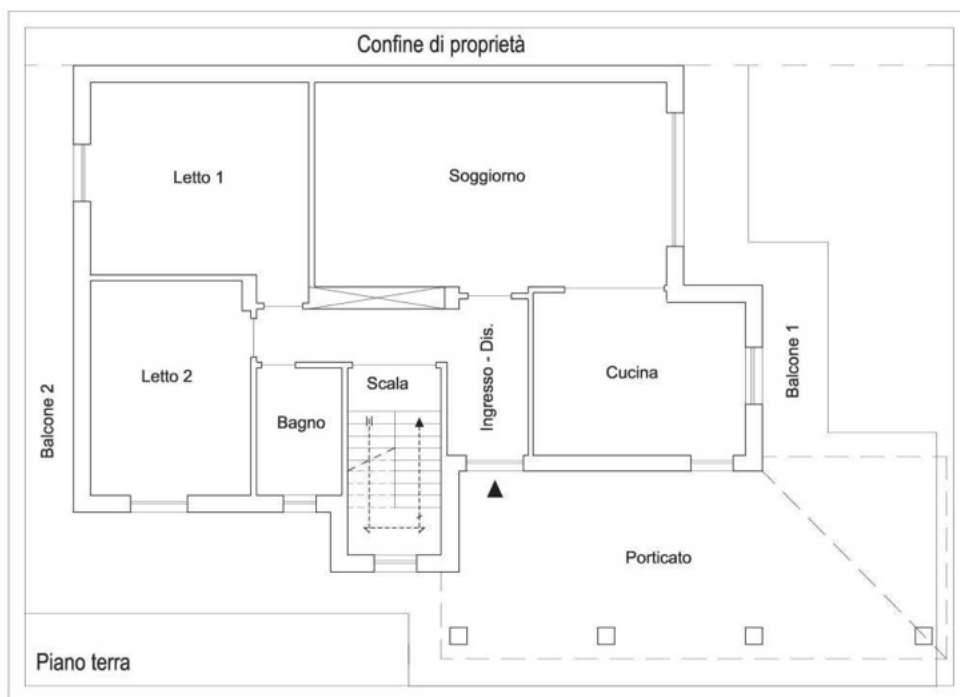 Confine di proprietà
Letto 1
Soggiorno
Letto 2
Bagno
Scala
Ingresso - Dis.
Cucina
Balcone 1
Balcone 2
Porticato
Piano terra